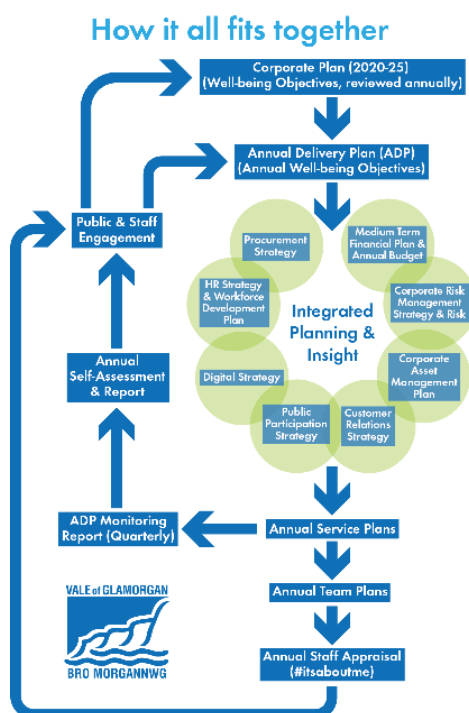 How it all fits together
Corporate Plan (2020-25)
(Well-being Objectives, reviewed annually)
Annual Delivery Plan (ADP)
(Annual Well-being Objectives)
Public & Staff
Engagement
Procurement
Strategy
Medium Term
Financial Plan &
Annual Budget
HR Strategy
& Workforce
Development
Plan
Corporate Risk
Management
Strategy & Risk
Integrated
Planning &
Insight
Annual
Self-Assessment
& Report
Digital Strategy
Corporate
Asset
Management
Plan
Public
Participation
Strategy
Customer
Relations
Strategy
ADP Monitoring
Report (Quarterly)
Annual Service Plans
Annual Team Plans
VALE of GLAMORGAN
BRO MORGANNWG
Annual Staff Appraisal
(#itsaboutme)